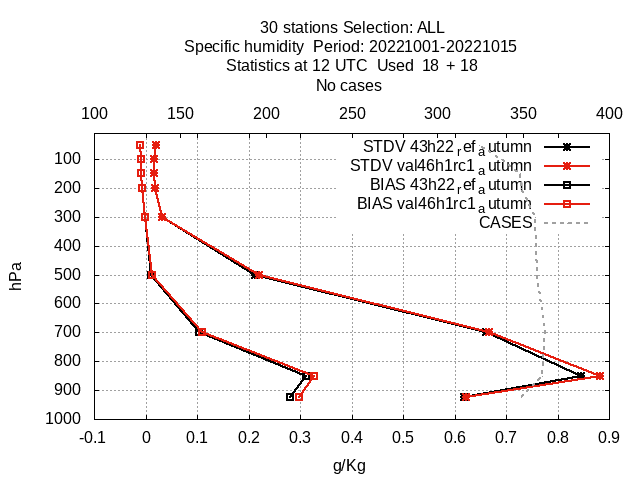 30 stations Selection: ALL
Specific humidity  Period: 20221001-20221015
Statistics at 12 UTC  Used  18  + 18
No cases
100 150 200 250 300 350 400
STDV 43h22_ref_autumn
STDV val46h1rc1_autumn
BIAS 43h22_ref_autumn
BIAS val46h1rc1_autumn
CASES
100
200
300
400
500
600
700
800
900
1000
hPa
-0.1 0 0.1 0.2 0.3 0.4 0.5 0.6 0.7 0.8 0.9
g/Kg